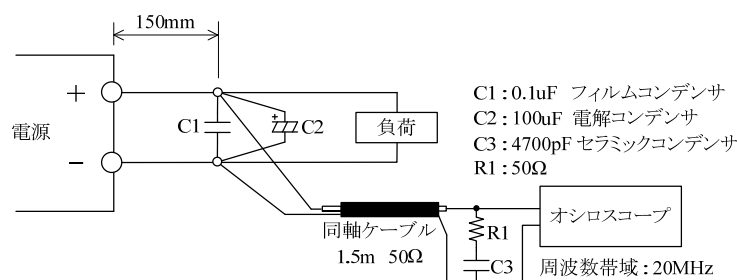 150mm
+
電源
−
C1
+
C2
負荷
C1:0.1uF フィルムコンデンサ
C2:100uF 電解コンデンサ
C3:4700pF セラミックコンデンサ
R1:50Ω
同軸ケーブル
1.5m 50Ω
R1
C3
オシロスコープ
周波数帯域:20MHz